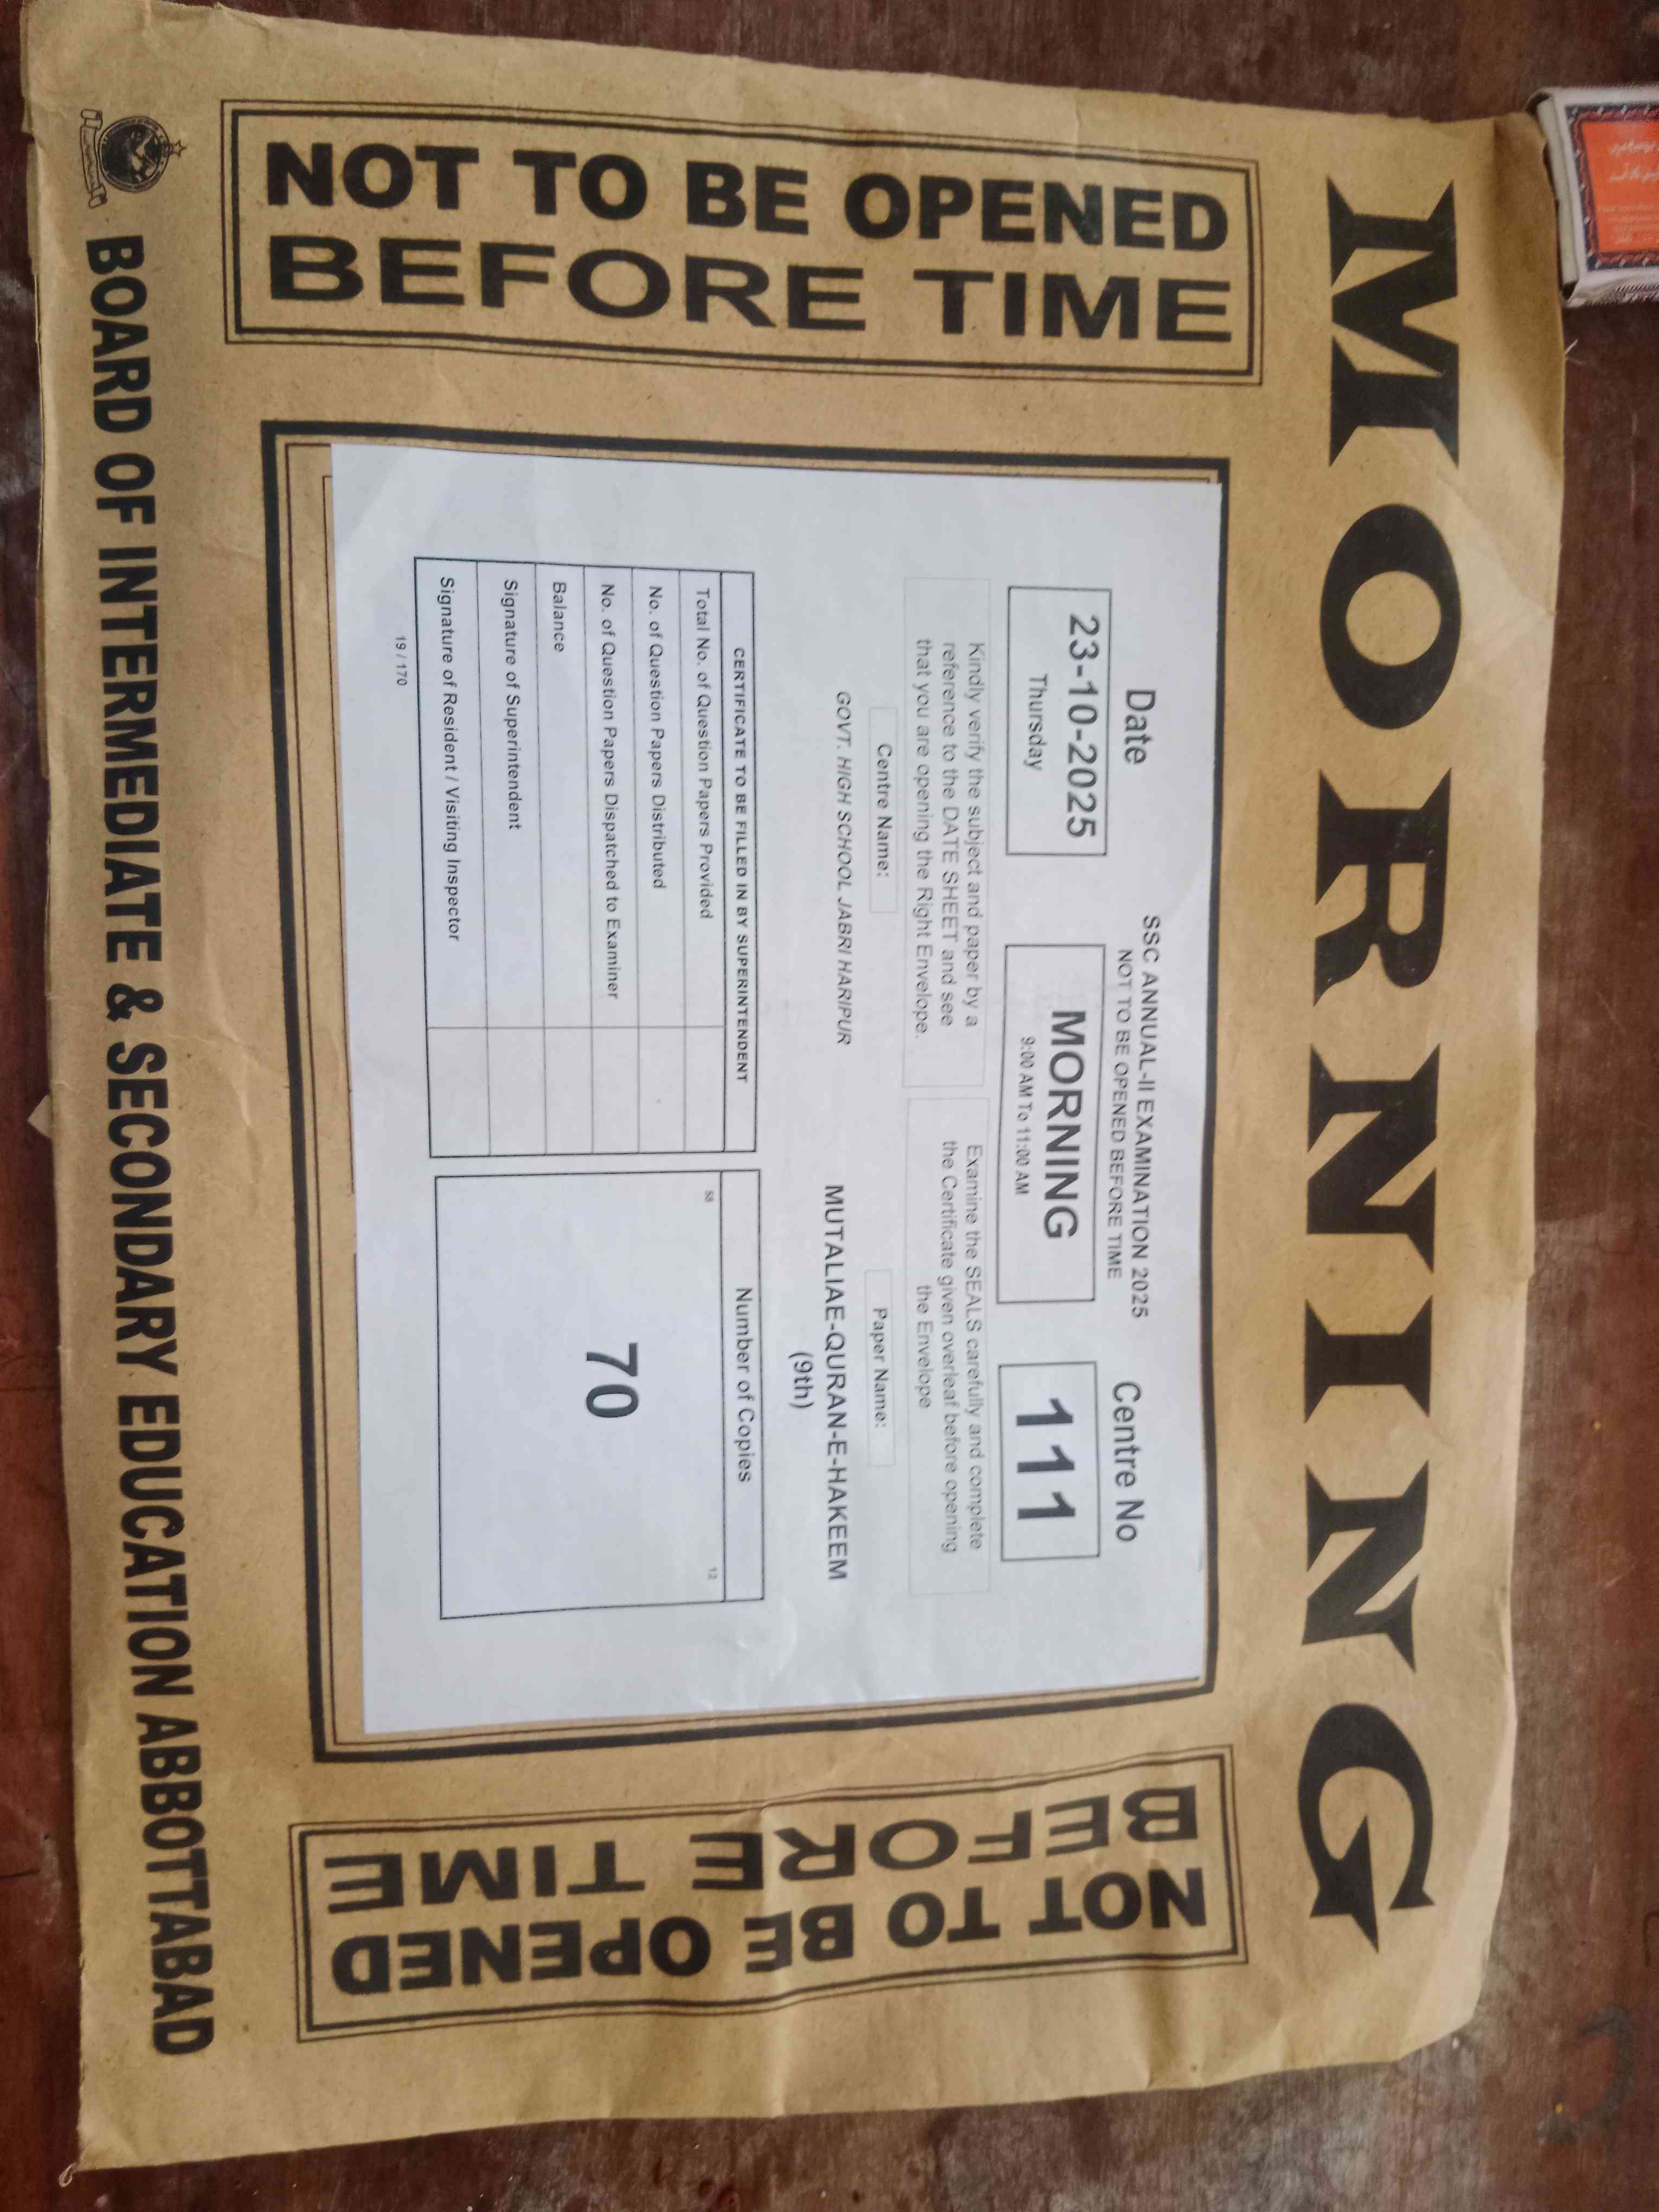 MORNING
NOT TO BE OPENED
BEFORE TIME
SSC ANNUAL-II EXAMINATION 2025
NOT TO BE OPENED BEFORE TIME
Date
Centre No
23-10-2025
Thursday
MORNING
9:00 AM To 11:00 AM
111
Kindly verify the subject and paper by a
reference to the DATE SHEET and see
that you are opening the Right Envelope.
Examine the SEALS carefully and complete
the Certificate given overleaf before opening
the Envelope
Centre Name:
Paper Name:
GOVT. HIGH SCHOOL JABRI HARIPUR
MUTALIAE-QURAN-E-HAKEEM
(9th)
CERTIFICATE TO BE FILLED IN BY SUPERINTENDENT
Total No. of Question Papers Provided
No. of Question Papers Distributed
No. of Question Papers Dispatched to Examiner
Balance
Signature of Superintendent
Signature of Resident / Visiting Inspector
Number of Copies
58
12
70
19 / 170
NOT TO BE OPENED
BEFORE TIME
BOARD OF INTERMEDIATE & SECONDARY EDUCATION ABBOTTABAD